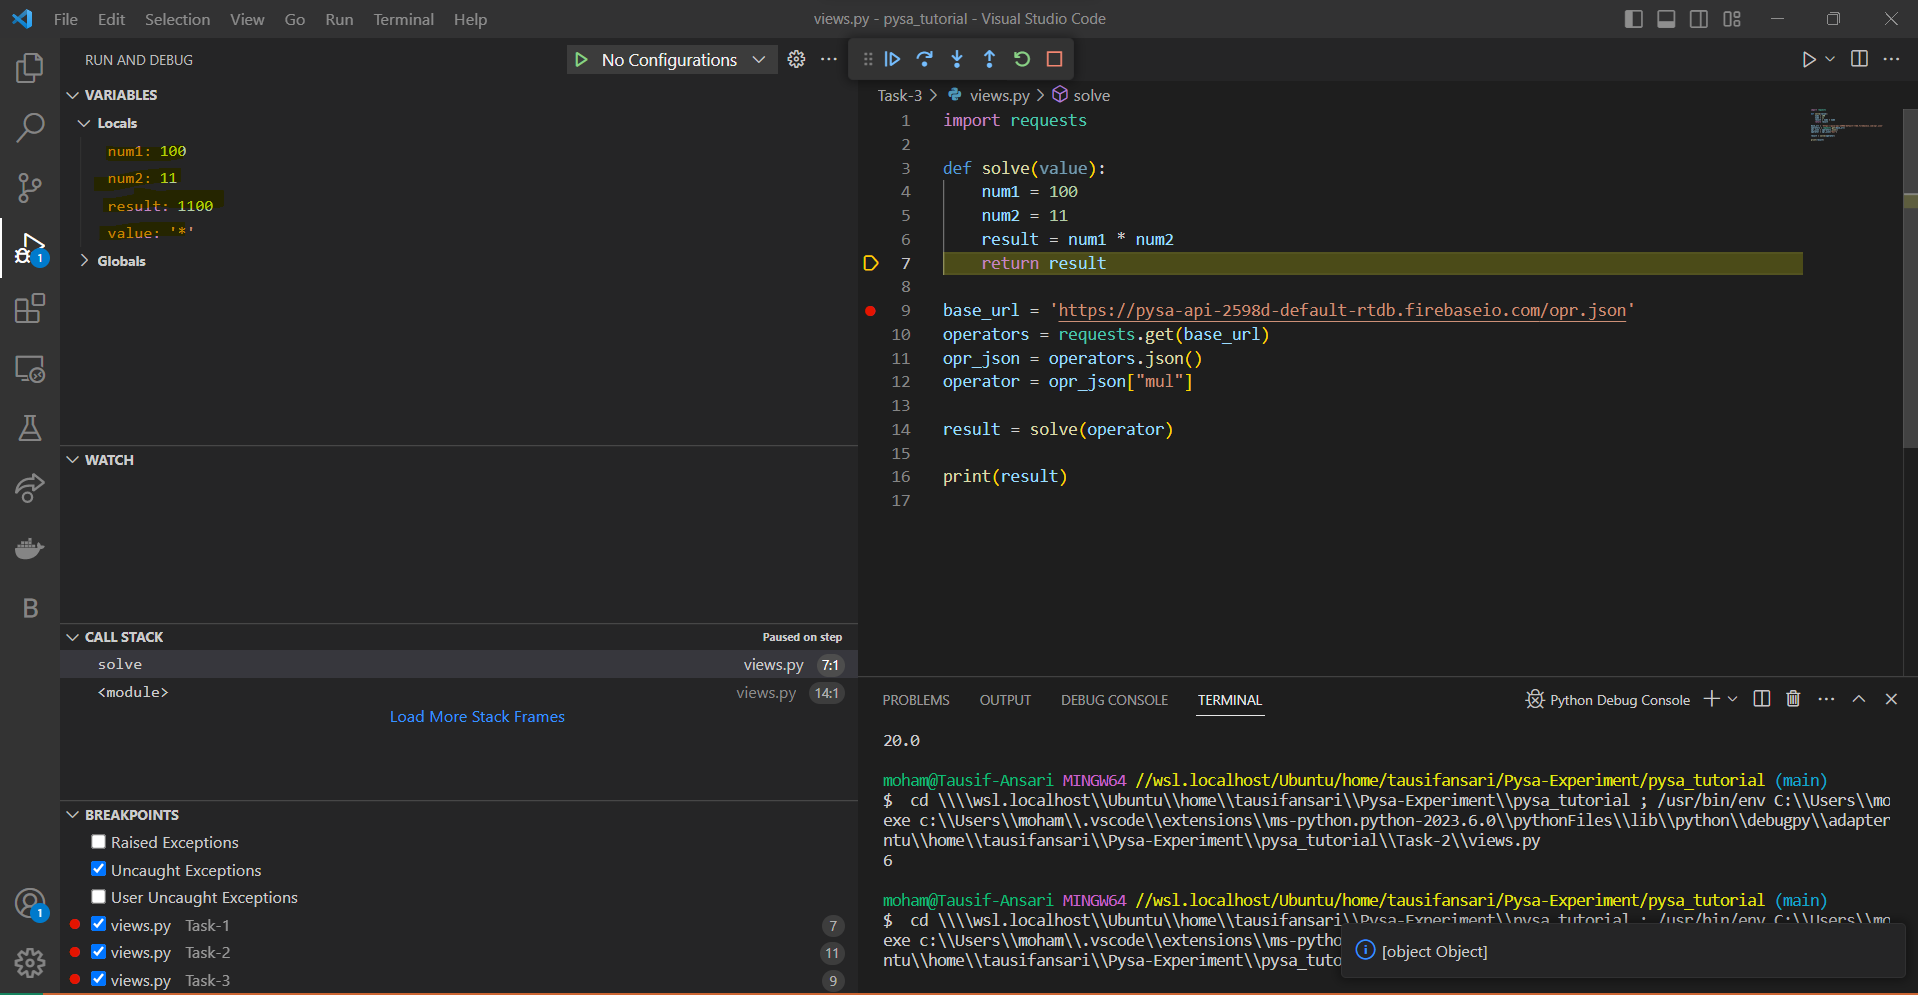 File Edit Selection View Go Run Terminal Help
views.py - pysa_tutorial - Visual Studio Code
RUN AND DEBUG
No Configurations
VARIABLES
Locals
num1: 100
num2: 11
result: 1100
value: '*'
Globals
WATCH
CALL STACK Paused on step
solve views.py 7:1
<module> views.py 14:1
Load More Stack Frames
BREAKPOINTS
Raised Exceptions
Uncaught Exceptions
User Uncaught Exceptions
views.py Task-1 7
views.py Task-2 11
views.py Task-3 9
1
B
1
Task-3 > views.py > solve
1 import requests
2
3 def solve(value):
4 num1 = 100
5 num2 = 11
6 result = num1 * num2
7 return result
8
9 base_url = 'https://pysa-api-2598d-default-rtdb.firebaseio.com/opr.json'
10 operators = requests.get(base_url)
11 opr_json = operators.json()
12 operator = opr_json["mul"]
13
14 result = solve(operator)
15
16 print(result)
17
PROBLEMS OUTPUT DEBUG CONSOLE TERMINAL Python Debug Console
20.0
moham@Tausif-Ansari MINGW64 //wsl.localhost/Ubuntu/home/tausifansari/Pysa-Experiment/pysa_tutorial (main)
$ cd \\\\wsl.localhost\\Ubuntu\\home\\tausifansari\\Pysa-Experiment\\pysa_tutorial ; /usr/bin/env C:\\Users\\mo
exe c:\\Users\\moham\\.vscode\\extensions\\ms-python.python-2023.6.0\\pythonFiles\\lib\\python\\debugpy\\adapter
ntu\\home\\tausifansari\\Pysa-Experiment\\pysa_tutorial\\Task-2\\views.py
6
moham@Tausif-Ansari MINGW64 //wsl.localhost/Ubuntu/home/tausifansari/Pysa-Experiment/pysa_tutorial (main)
$ cd \\\\wsl.localhost\\Ubuntu\\home\\tausifansari\\Pysa-Experiment\\pysa_tutorial ; /usr/bin/env C:\\Users\\mo
exe c:\\Users\\moham\\.vscode\\extensions\\ms-pytho
ntu\\home\\tausifansari\\Pysa-Experiment\\pysa_tuto
[object Object]